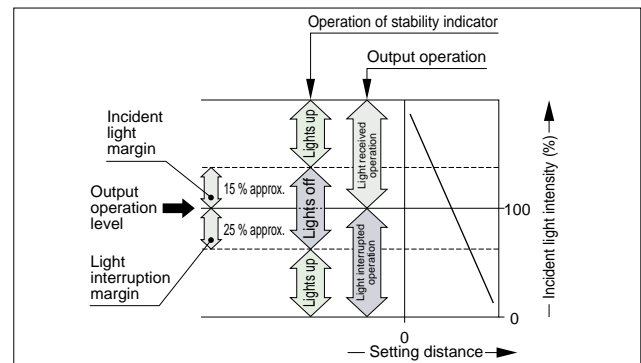 Operation of stability indicator
Output operation
Incident
light
margin
Output
operation
level
Light
interruption
margin
15 % approx.
25 % approx.
Lights up
Lights off
Lights up
Light received
operation
Light interrupted
operation
100
0
Incident light intensity (%)
0
Setting distance